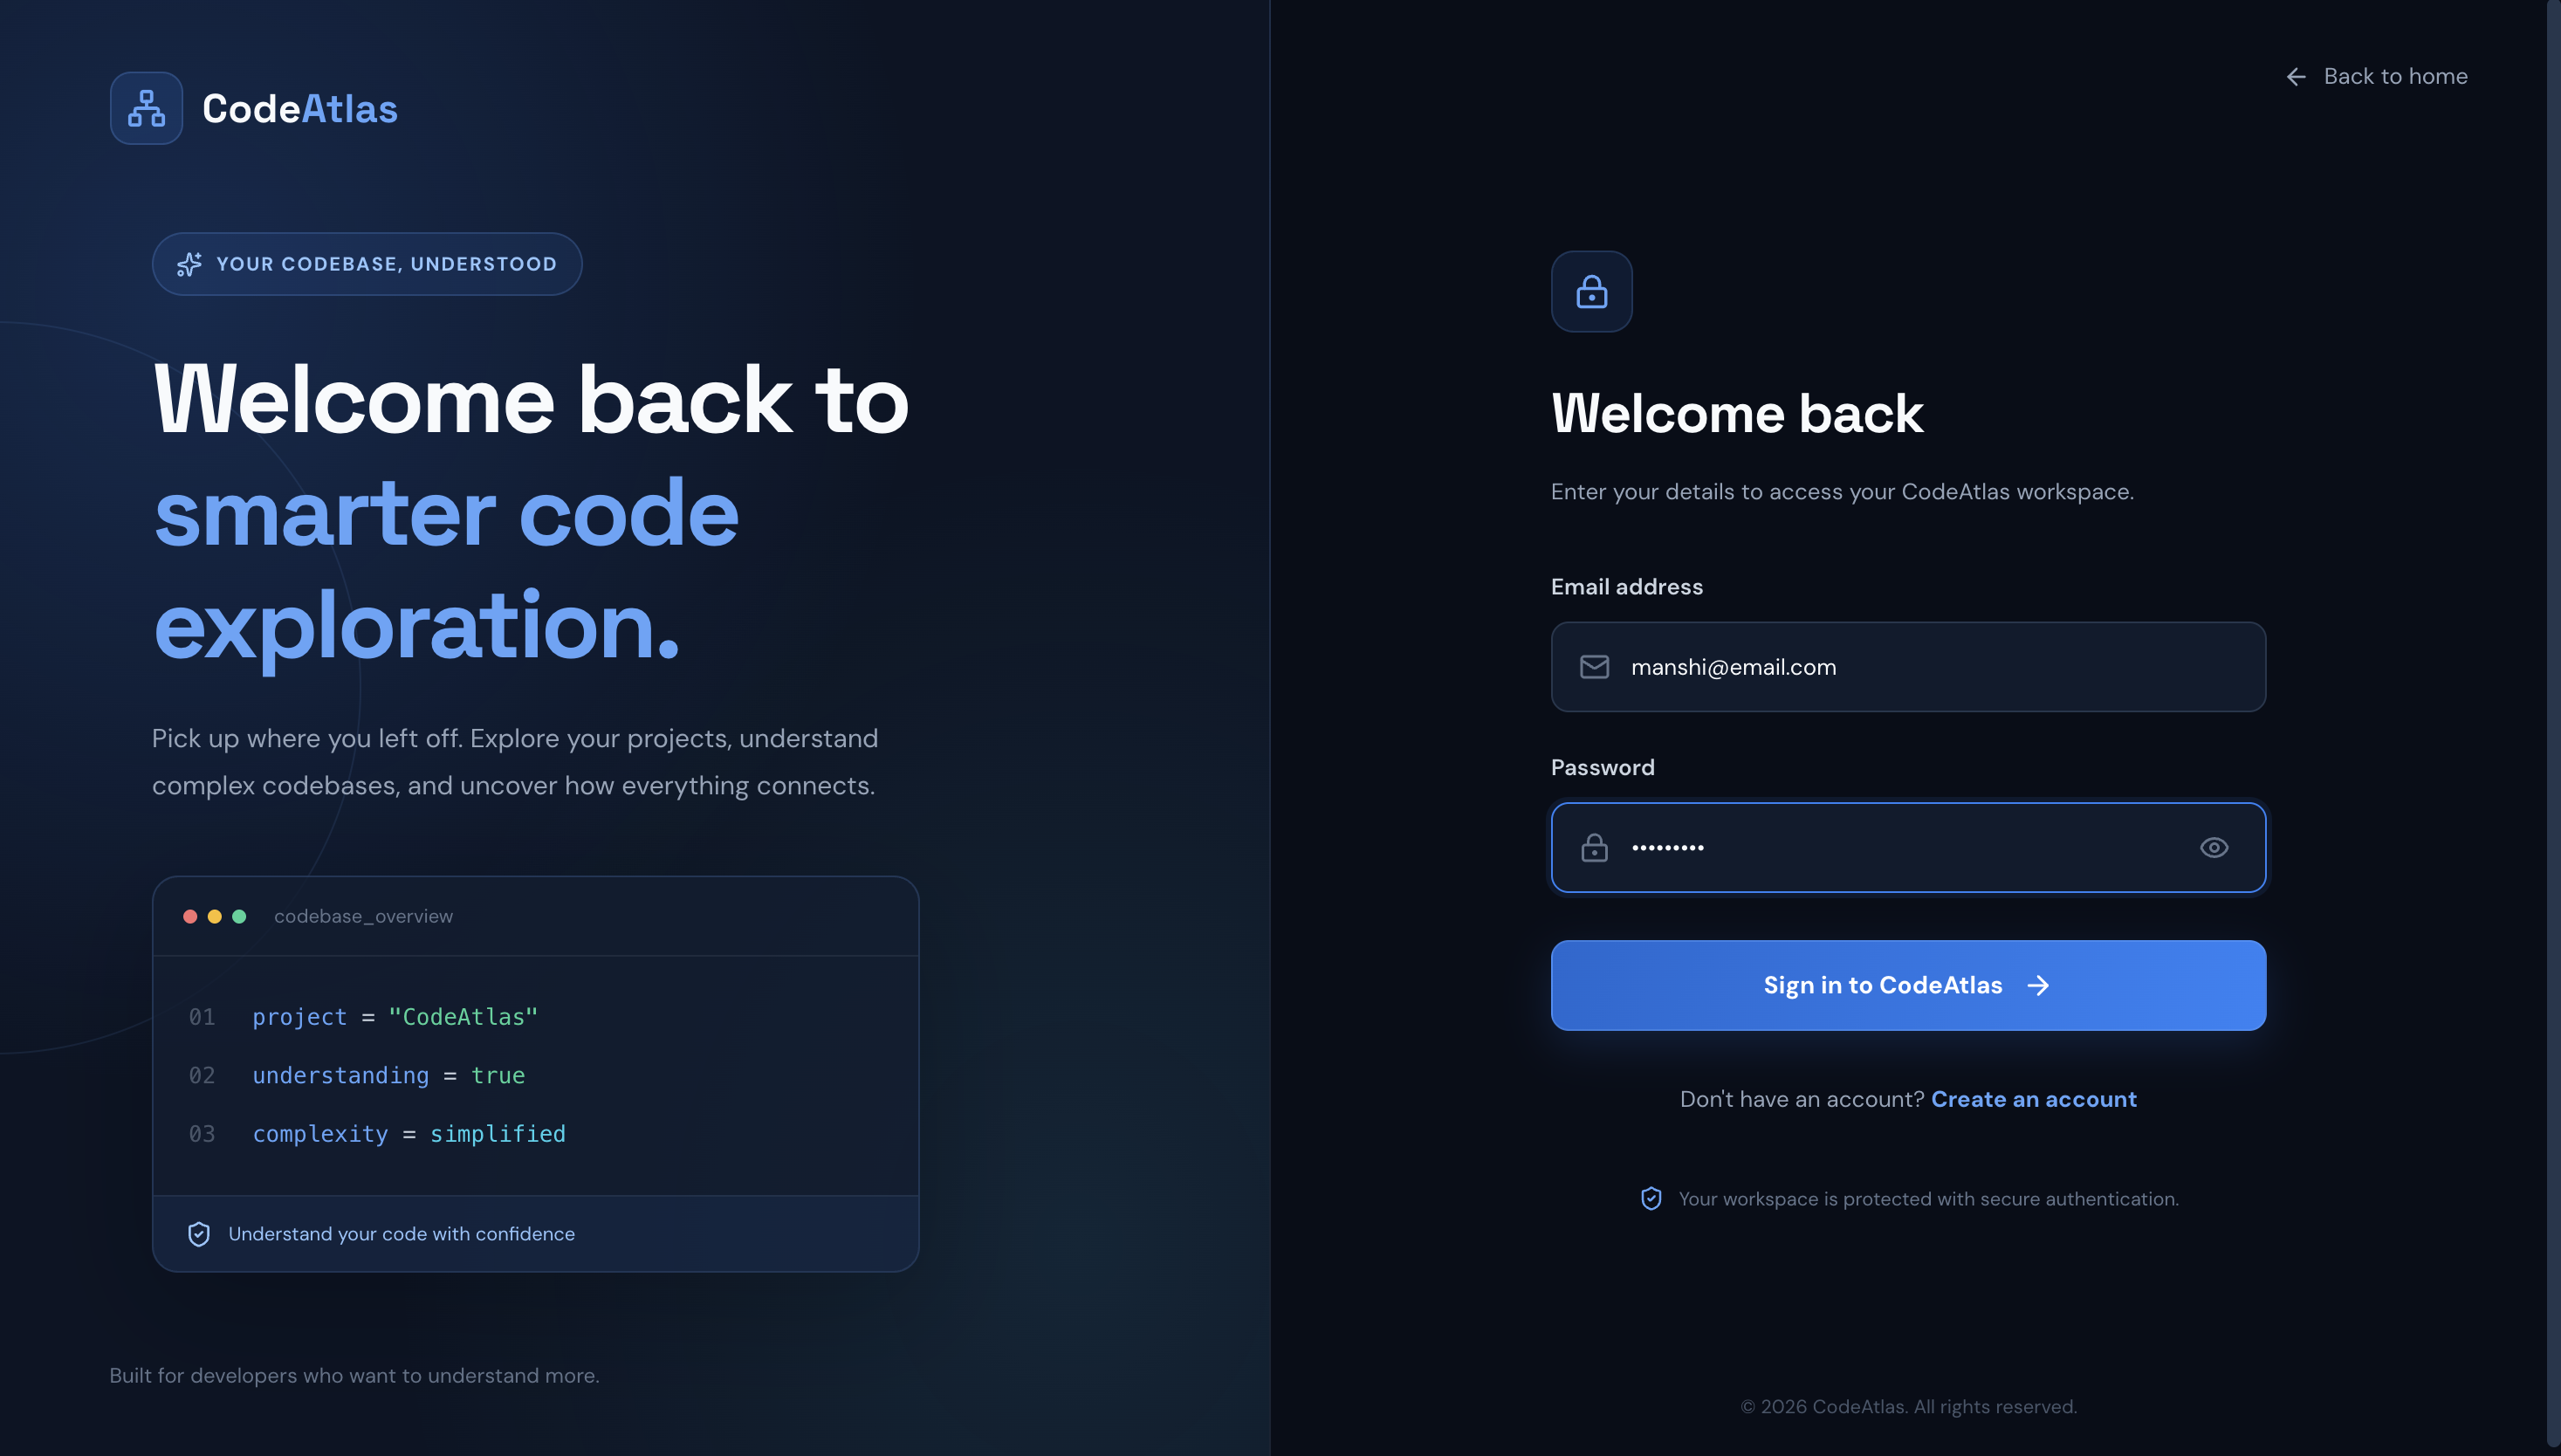 CodeAtlas
YOUR CODEBASE, UNDERSTOOD
Welcome back to
smarter code
exploration.
Pick up where you left off. Explore your projects, understand
complex codebases, and uncover how everything connects.
codebase_overview
01 project = "CodeAtlas"
02 understanding = true
03 complexity = simplified
Understand your code with confidence
Built for developers who want to understand more.
Back to home
Welcome back
Enter your details to access your CodeAtlas workspace.
Email address
manshi@email.com
Password
•••••••••
Sign in to CodeAtlas
Don't have an account? Create an account
Your workspace is protected with secure authentication.
© 2026 CodeAtlas. All rights reserved.